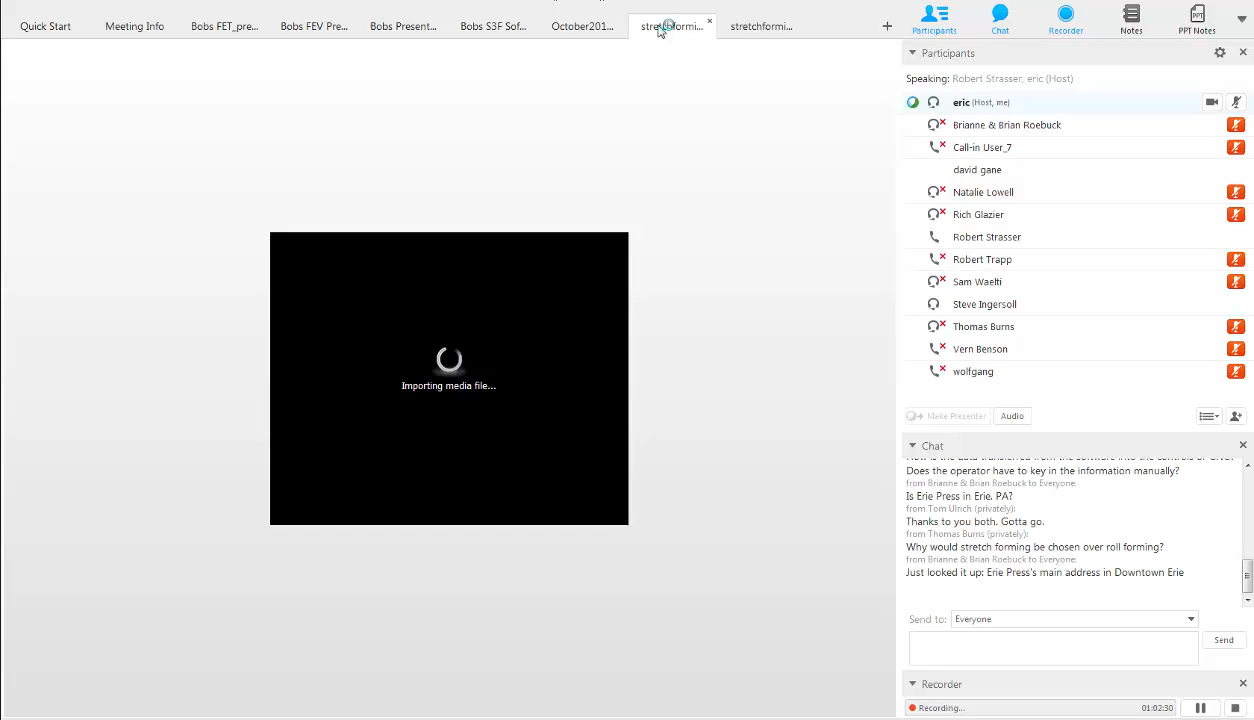 Quick Start Meeting Info Bobs FET_pre... Bobs FEV Pre... Bobs Present... Bobs S3F Sof... October201... stretchformi... stretchformi...
Participants Chat Recorder Notes PPT Notes
Participants
Speaking: Robert Strasser, eric (Host)
eric (Host, me)
Brianne & Brian Roebuck
Call-in User_7
david gane
Natalie Lowell
Rich Glazier
Robert Strasser
Robert Trapp
Sam Waelti
Steve Ingersoll
Thomas Burns
Vern Benson
wolfgang
Make Presenter Audio
Importing media file...
Chat
Does the operator have to key in the information manually?
from Brianne & Brian Roebuck to Everyone:
Is Erie Press in Erie, PA?
from Tom Ulrich (privately):
Thanks to you both. Gotta go.
from Thomas Burns (privately):
Why would stretch forming be chosen over roll forming?
from Brianne & Brian Roebuck to Everyone:
Just looked it up: Erie Press's main address in Downtown Erie
Send to: Everyone
Send
Recorder
Recording... 01:02:30